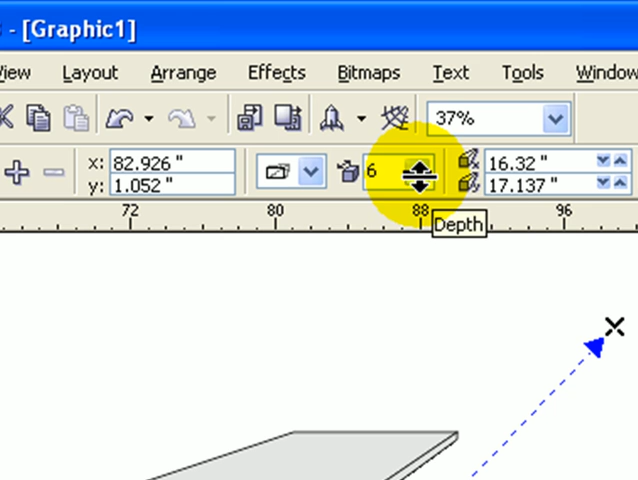 - [Graphic1]
View Layout Arrange Effects Bitmaps Text Tools Window
37%
x: 82.926 " 6 16.32 "
y: 1.052 " 17.137 "
72 80 88 96
Depth